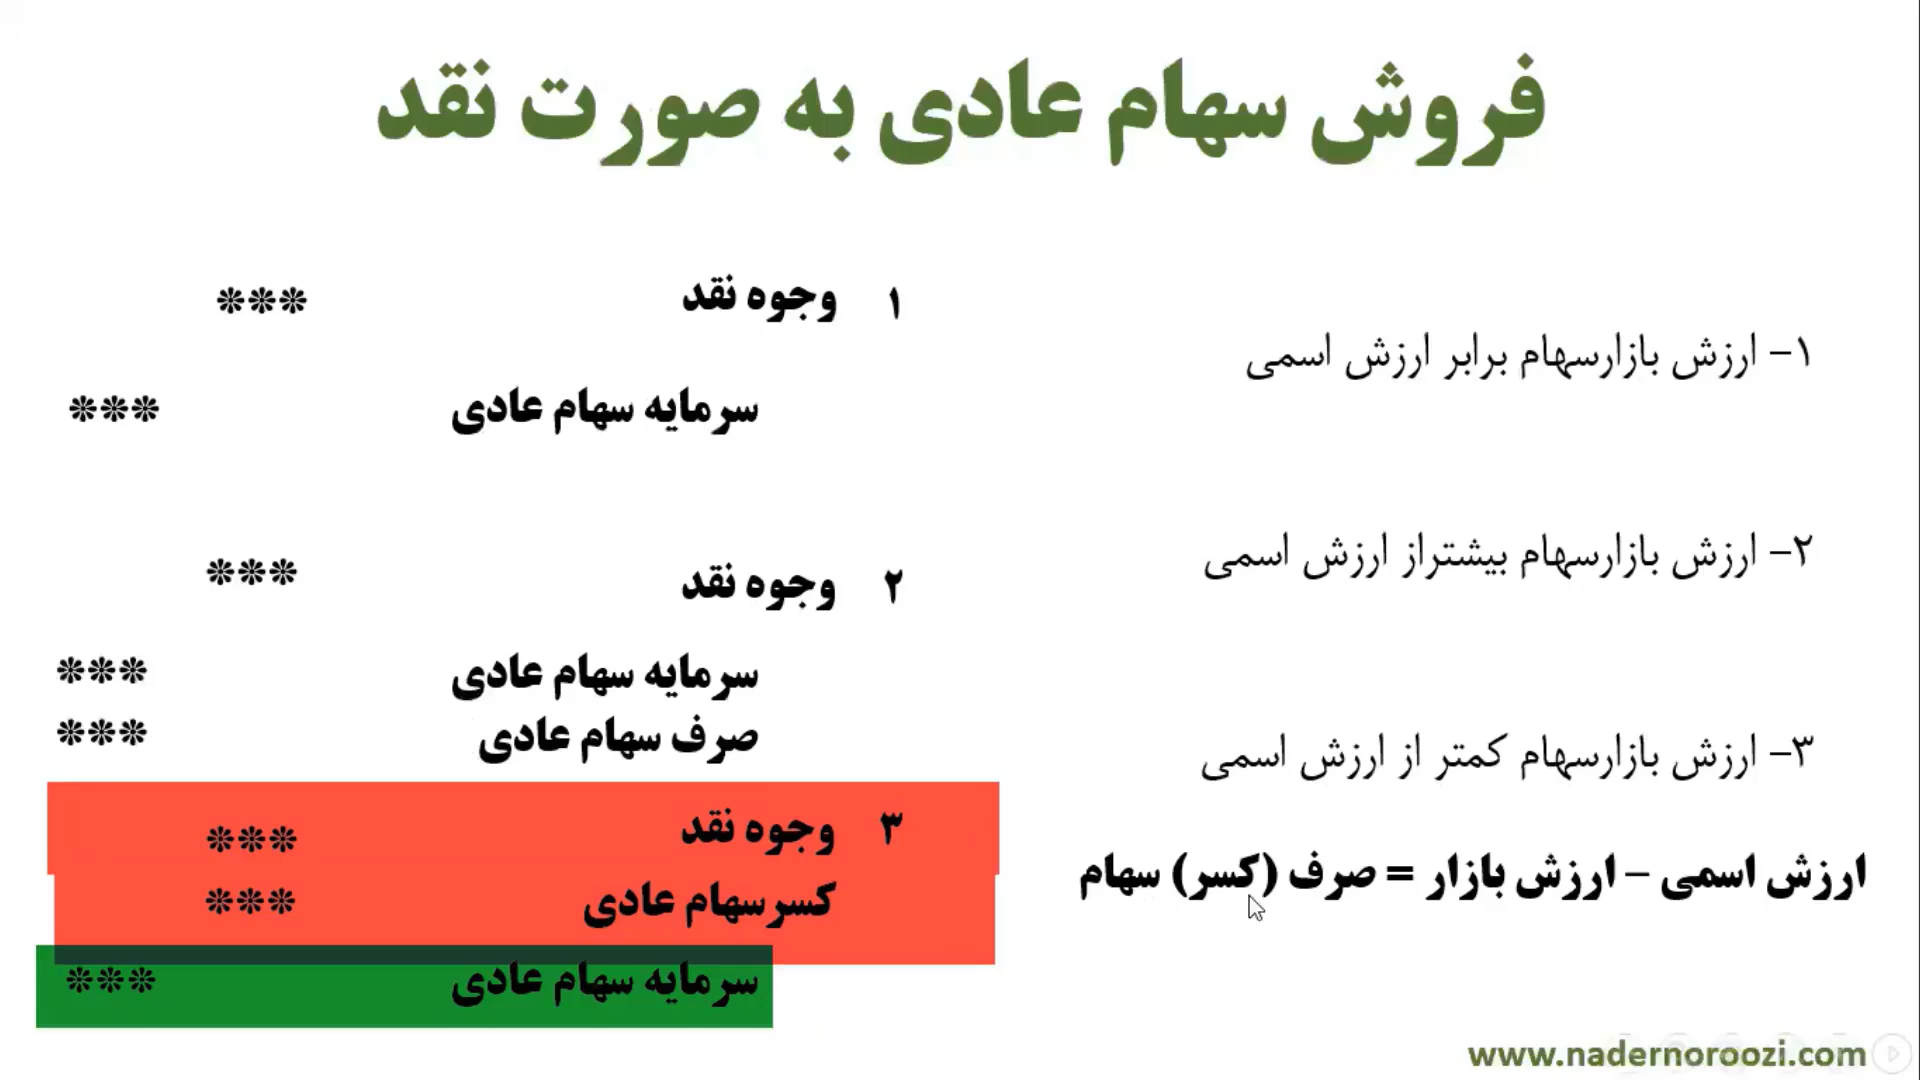 فروش سهام عادی به صورت نقد
۱- ارزش بازارسهام برابر ارزش اسمی
۲- ارزش بازارسهام بیشتراز ارزش اسمی
۳- ارزش بازارسهام کمتر از ارزش اسمی
ارزش اسمی – ارزش بازار = صرف (کسر) سهام
۱ وجوه نقد ***
سرمایه سهام عادی ***
۲ وجوه نقد ***
سرمایه سهام عادی ***
صرف سهام عادی ***
۳ وجوه نقد ***
کسرسهام عادی ***
سرمایه سهام عادی ***
www.nadernoroozi.com